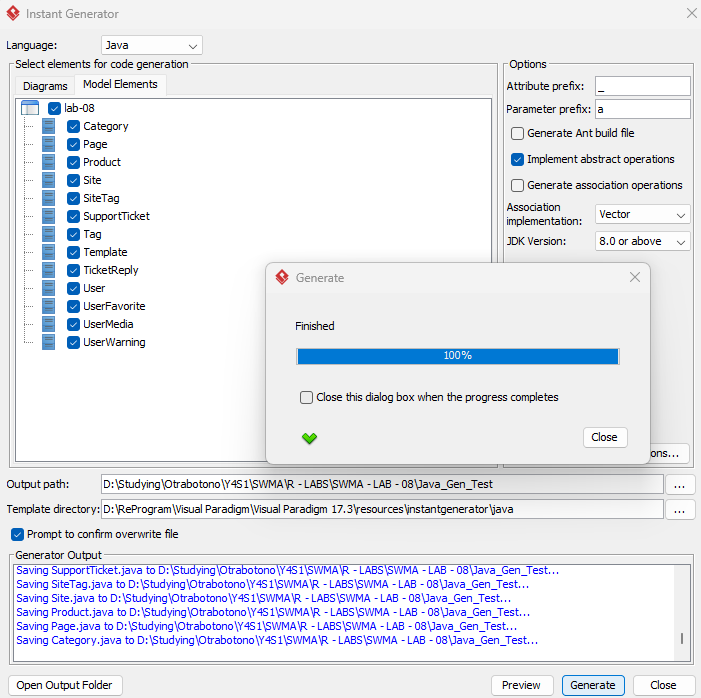 Instant Generator
Language: Java
Select elements for code generation
Diagrams Model Elements
lab-08
Category
Page
Product
Site
SiteTag
SupportTicket
Tag
Template
TicketReply
User
UserFavorite
UserMedia
UserWarning
Options
Attribute prefix: _
Parameter prefix: a
Generate Ant build file
Implement abstract operations
Generate association operations
Association
implementation: Vector
JDK Version: 8.0 or above
Generate
Finished
100%
Close this dialog box when the progress completes
Close
ons...
Output path: D:\Studying\Otrabotono\Y4S1\SWMA\R - LABS\SWMA - LAB - 08\Java_Gen_Test ...
Template directory: D:\ReProgram\Visual Paradigm\Visual Paradigm 17.3\resources\instantgenerator\java ...
Prompt to confirm overwrite file
Generator Output
Saving SupportTicket.java to D:\Studying\Otrabotono\Y4S1\SWMA\R - LABS\SWMA - LAB - 08\Java_Gen_Test...
Saving SiteTag.java to D:\Studying\Otrabotono\Y4S1\SWMA\R - LABS\SWMA - LAB - 08\Java_Gen_Test...
Saving Site.java to D:\Studying\Otrabotono\Y4S1\SWMA\R - LABS\SWMA - LAB - 08\Java_Gen_Test...
Saving Product.java to D:\Studying\Otrabotono\Y4S1\SWMA\R - LABS\SWMA - LAB - 08\Java_Gen_Test...
Saving Page.java to D:\Studying\Otrabotono\Y4S1\SWMA\R - LABS\SWMA - LAB - 08\Java_Gen_Test...
Saving Category.java to D:\Studying\Otrabotono\Y4S1\SWMA\R - LABS\SWMA - LAB - 08\Java_Gen_Test...
Open Output Folder Preview Generate Close